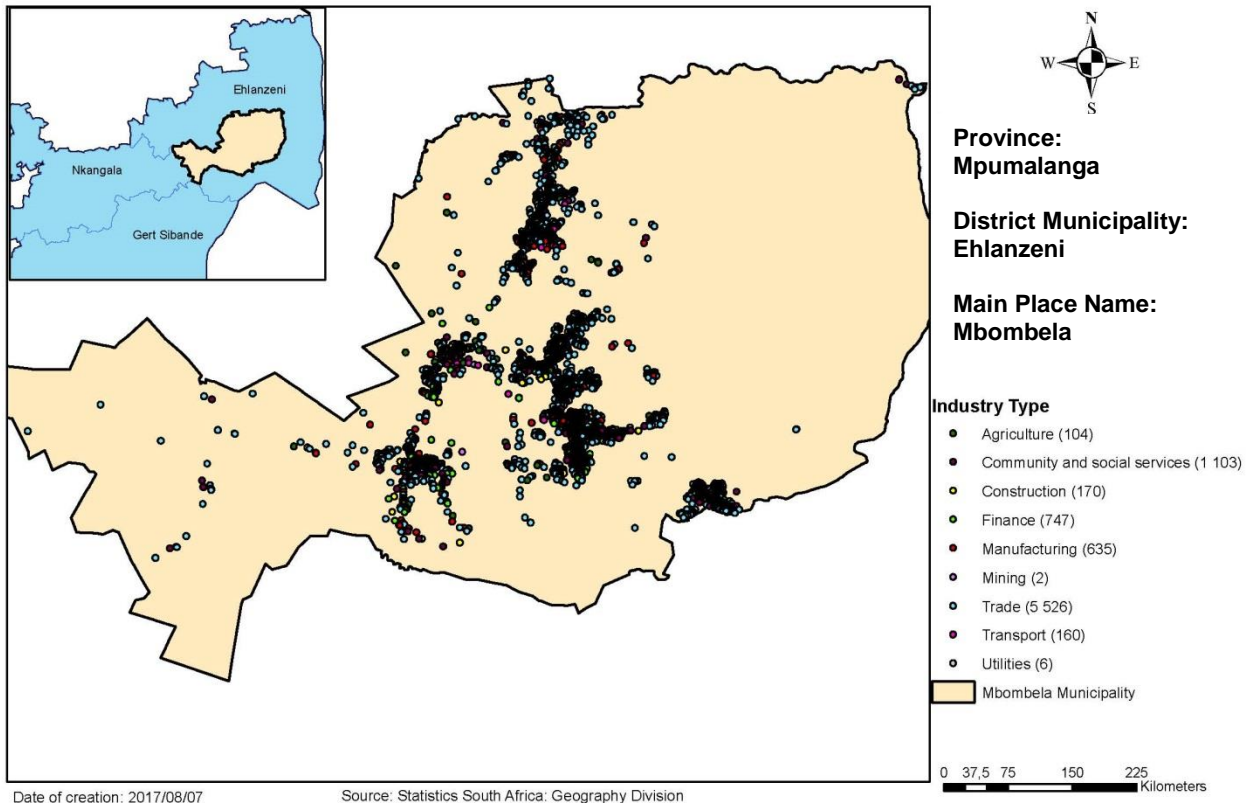 Ehlanzeni
Nkangala
Gert Sibande
N
W E
S
Province:
Mpumalanga
District Municipality:
Ehlanzeni
Main Place Name:
Mbombela
Industry Type
Agriculture (104)
Community and social services (1 103)
Construction (170)
Finance (747)
Manufacturing (635)
Mining (2)
Trade (5 526)
Transport (160)
Utilities (6)
Mbombela Municipality
0 37,5 75 150 225
Kilometers
Date of creation: 2017/08/07 Source: Statistics South Africa: Geography Division